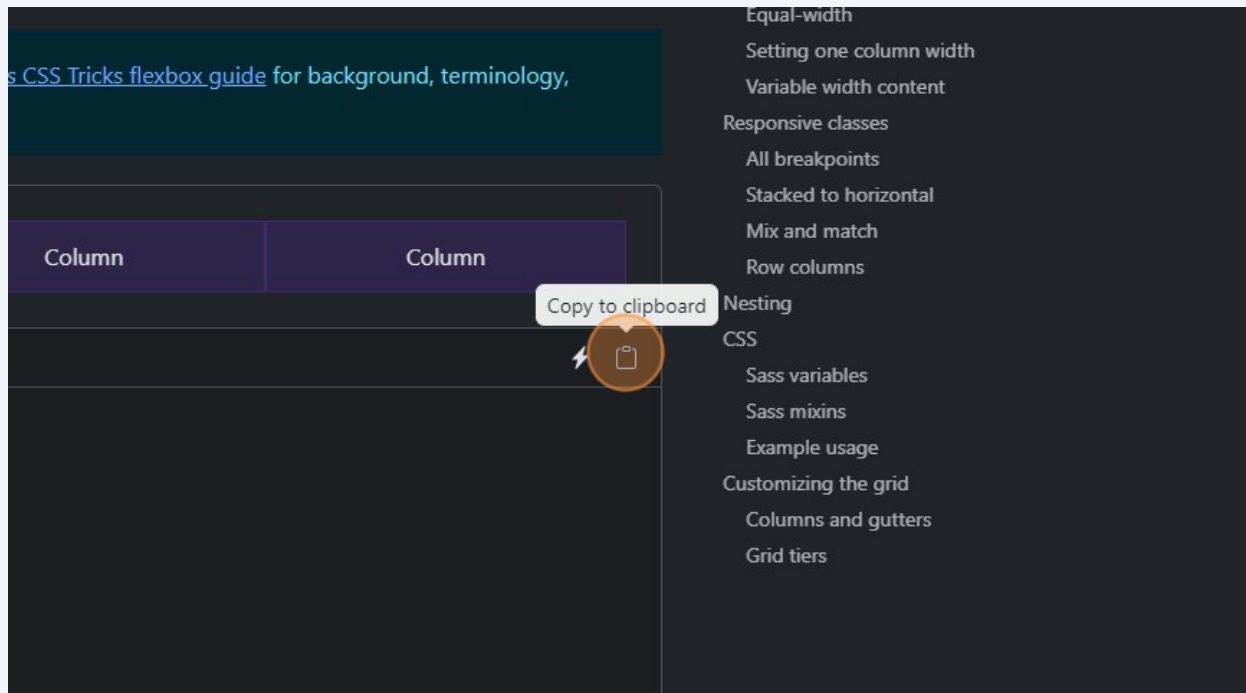 s CSS Tricks flexbox guide for background, terminology,
Column
Column
Copy to clipboard
Equal-width
Setting one column width
Variable width content
Responsive classes
All breakpoints
Stacked to horizontal
Mix and match
Row columns
Nesting
CSS
Sass variables
Sass mixins
Example usage
Customizing the grid
Columns and gutters
Grid tiers